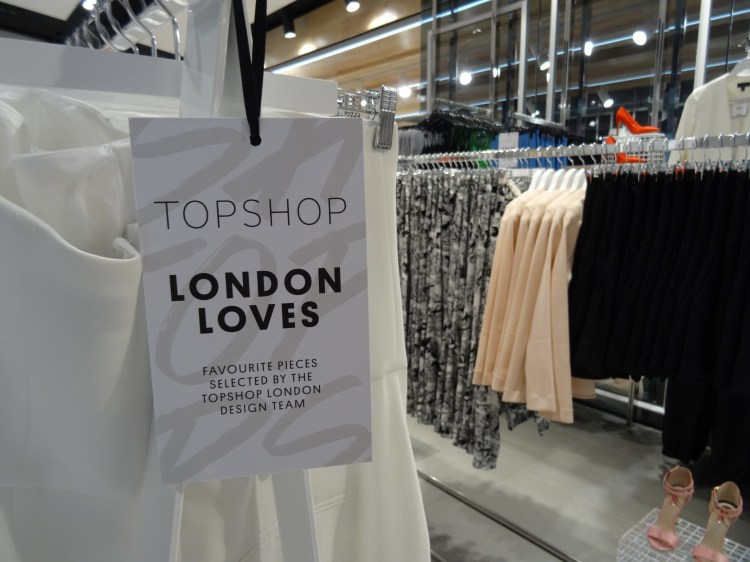 TOPSHOP
LONDON
LOVES
FAVOURITE PIECES
SELECTED BY THE
TOPSHOP LONDON
DESIGN TEAM